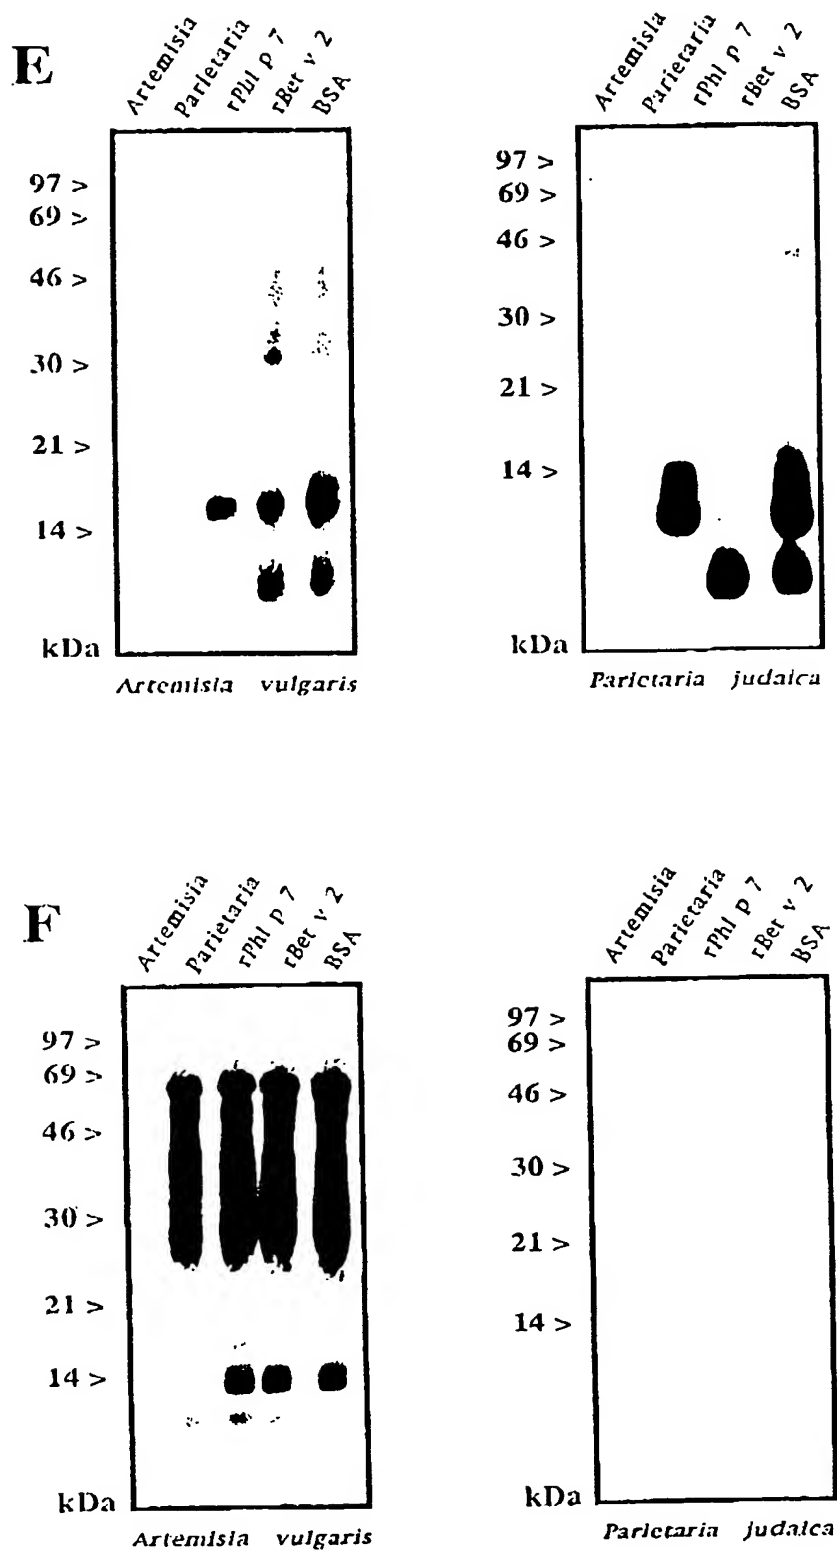 E
Artemisia Parietaria rPhl p 7 rBet v 2 BSA
97 >
69 >
46 >
30 >
21 >
14 >
kDa
Artemisia vulgaris
Artemisia Parietaria rPhl p 7 rBet v 2 BSA
97 >
69 >
46 >
30 >
21 >
14 >
kDa
Parietaria judaica
F
Artemisia Parietaria rPhl p 7 rBet v 2 BSA
97 >
69 >
46 >
30 >
21 >
14 >
kDa
Artemisia vulgaris
Artemisia Parietaria rPhl p 7 rBet v 2 BSA
97 >
69 >
46 >
30 >
21 >
14 >
kDa
Parietaria judaica